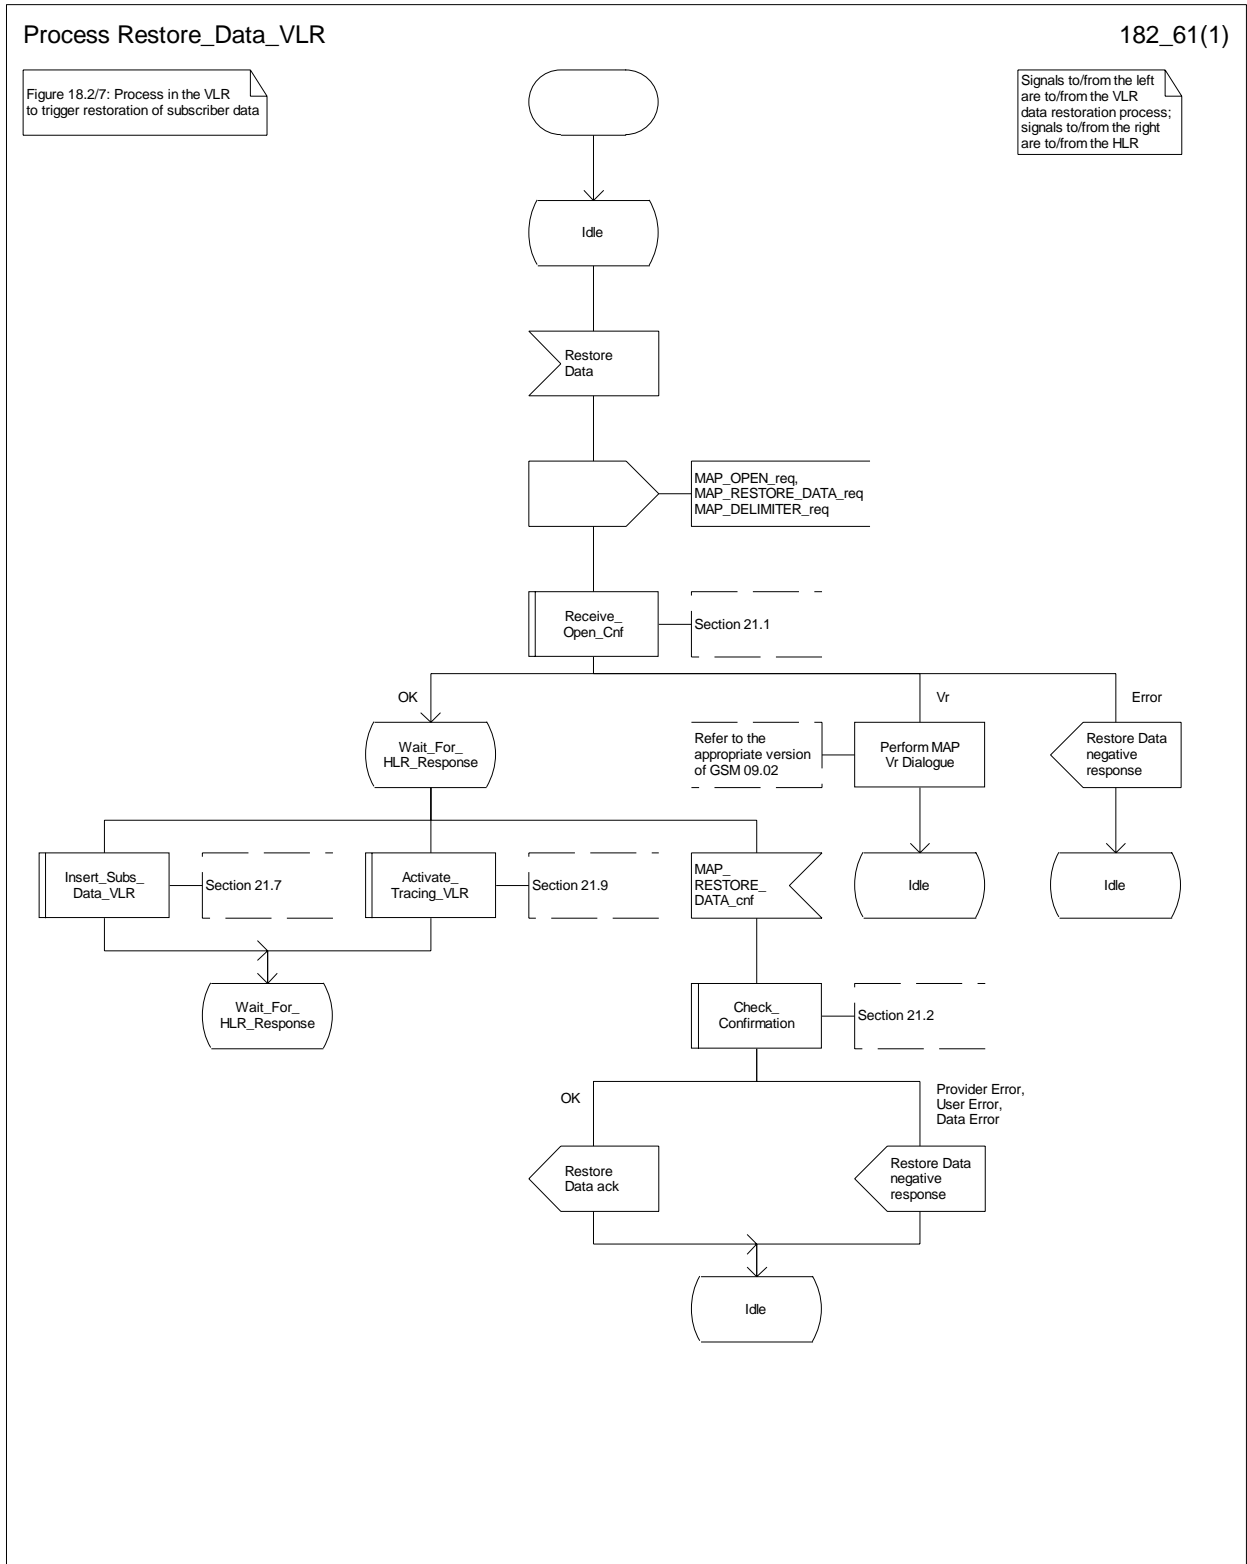 Process Restore_Data_VLR
182_61(1)
Figure 18.2/7: Process in the VLR
to trigger restoration of subscriber data
Signals to/from the left
are to/from the VLR
data restoration process;
signals to/from the right
are to/from the HLR
Idle
Restore
Data
MAP_OPEN_req,
MAP_RESTORE_DATA_req
MAP_DELIMITER_req
Receive_
Open_Cnf
Section 21.1
OK
Vr
Error
Wait_For_
HLR_Response
Refer to the
appropriate version
of GSM 09.02
Perform MAP
Vr Dialogue
Restore Data
negative
response
Insert_Subs_
Data_VLR
Section 21.7
Activate_
Tracing_VLR
Section 21.9
MAP_
RESTORE_
DATA_cnf
Idle
Idle
Wait_For_
HLR_Response
Check_
Confirmation
Section 21.2
OK
Provider Error,
User Error,
Data Error
Restore
Data ack
Restore Data
negative
response
Idle